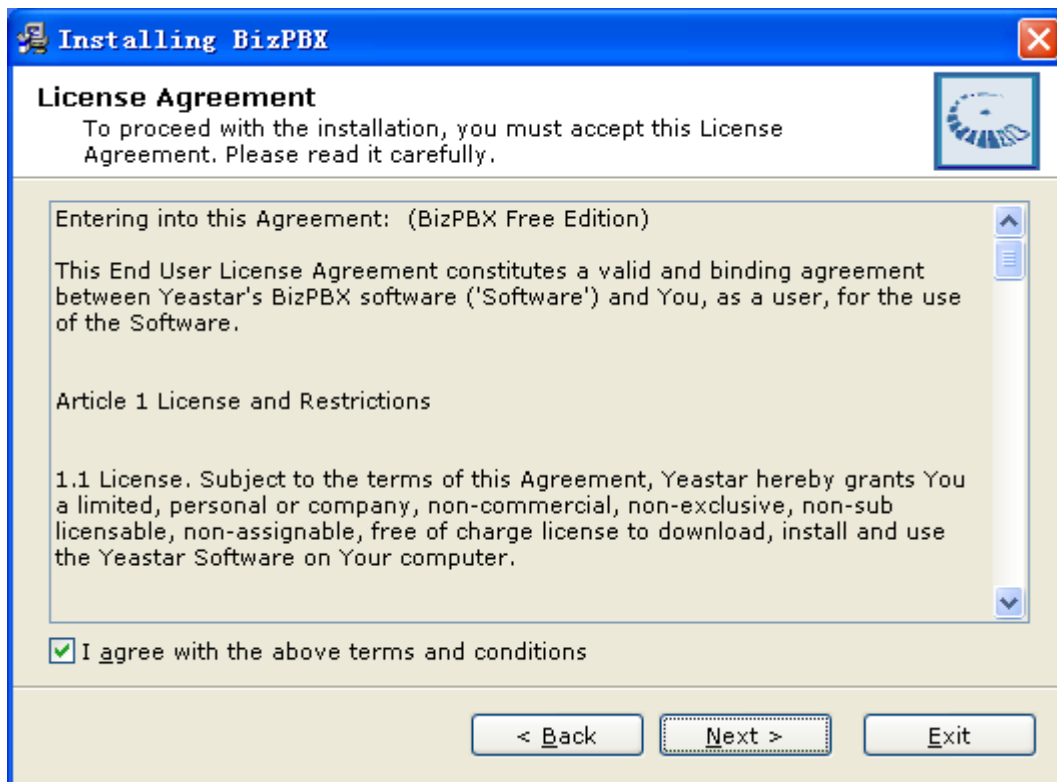 Installing BizPBX
License Agreement
To proceed with the installation, you must accept this License
Agreement. Please read it carefully.
Entering into this Agreement:  (BizPBX Free Edition)
This End User License Agreement constitutes a valid and binding agreement
between Yeastar's BizPBX software ('Software') and You, as a user, for the use
of the Software.
Article 1 License and Restrictions
1.1 License. Subject to the terms of this Agreement, Yeastar hereby grants You
a limited, personal or company, non-commercial, non-exclusive, non-sub
licensable, non-assignable, free of charge license to download, install and use
the Yeastar Software on Your computer.
I agree with the above terms and conditions
< Back
Next >
Exit